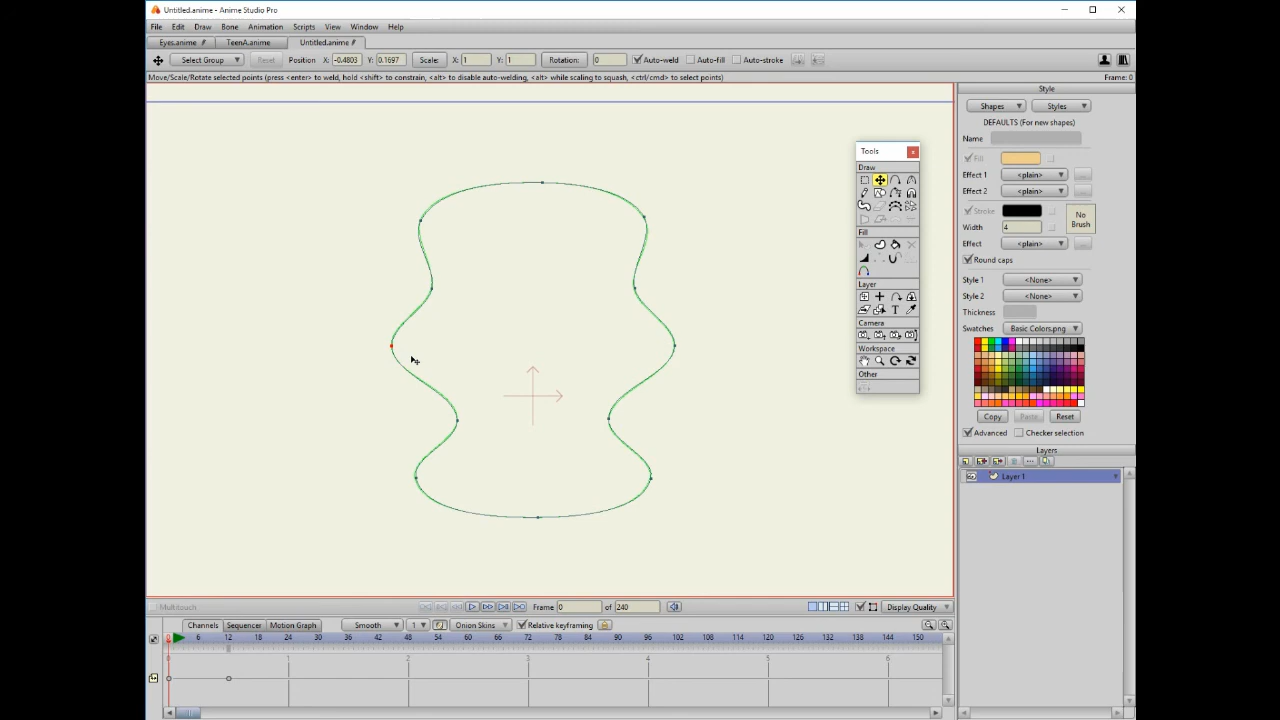 Untitled.anime - Anime Studio Pro
File Edit Draw Bone Animation Scripts View Window Help
Eyes.anime TeenA.anime Untitled.anime
Select Group Reset Position X: -0.4803 Y: 0.1697 Scale: X: 1 Y: 1 Rotation: 0 Auto-weld Auto-fill Auto-stroke
Move/Scale/Rotate selected points (press <enter> to weld, hold <shift> to constrain, <alt> to disable auto-welding, <alt> while scaling to squash, <ctrl/cmd> to select points) Frame: 0
Style
Shapes Styles
DEFAULTS (For new shapes)
Name
Fill
Effect 1 <plain> ...
Effect 2 <plain> ...
Stroke
No Brush
Width 4
Effect <plain> ...
Round caps
Style 1 <None>
Style 2 <None>
Thickness
Swatches Basic Colors.png
Copy Paste Reset
Advanced Checker selection
Layers
Layer 1
Tools
Draw
Fill
Layer
T
Camera
Workspace
Other
Multitouch Frame 0 of 240 Display Quality
Channels Sequencer Motion Graph Smooth 1 Onion Skins Relative keyframing
0 6 12 18 24 30 36 42 48 54 60 66 72 78 84 90 96 102 108 114 120 126 132 138 144 150
0 1 2 3 4 5 6